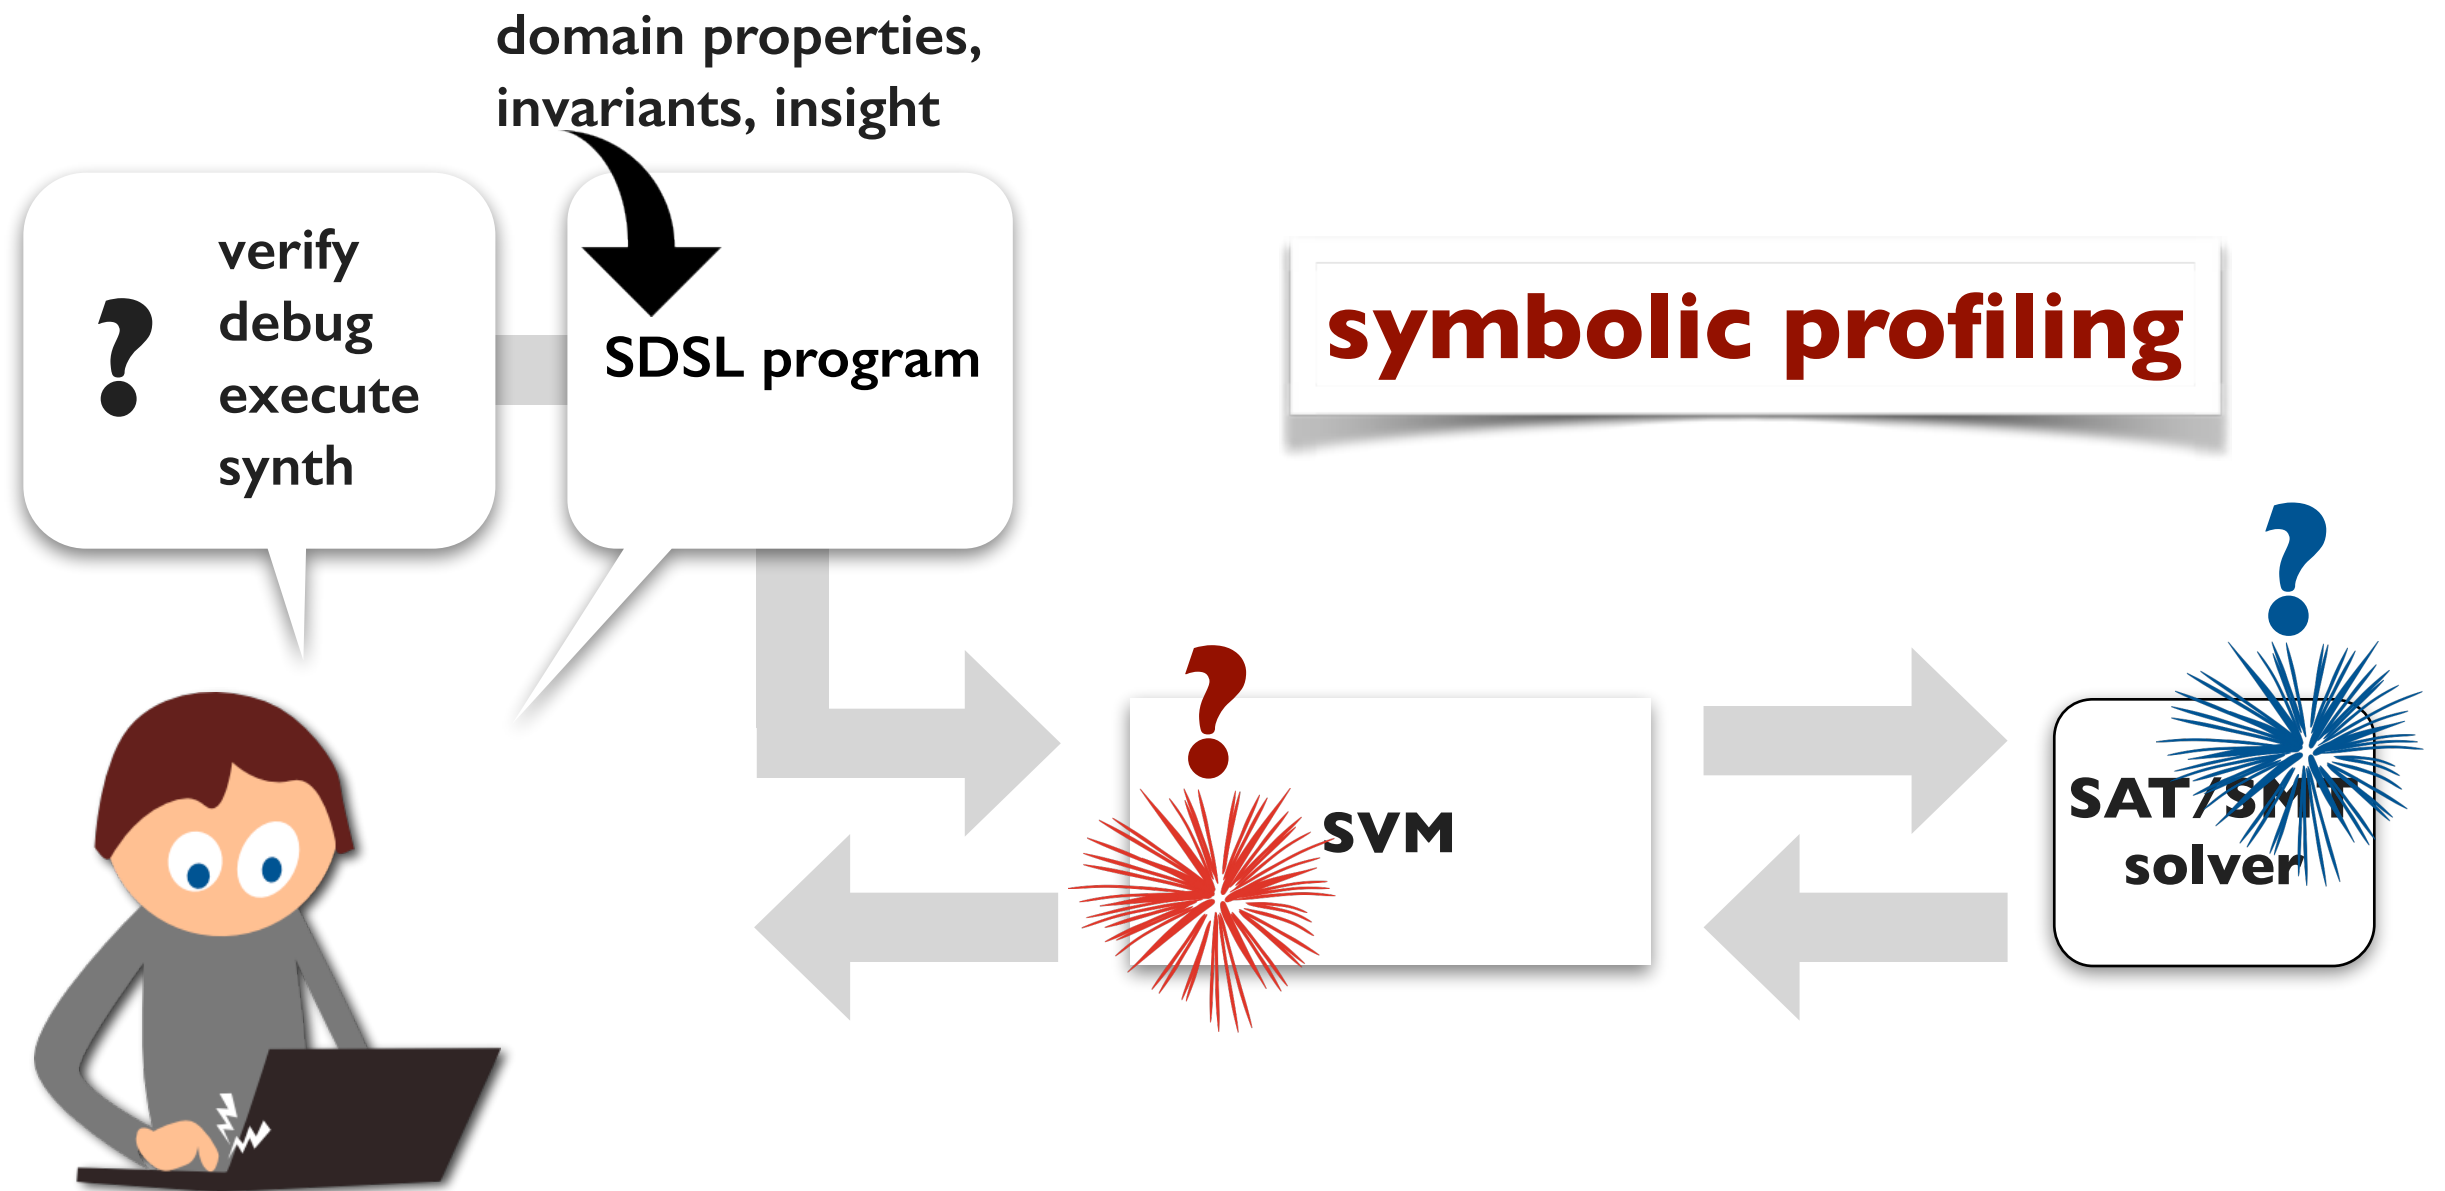 domain properties,
invariants, insight
?
verify
debug
execute
synth
SDSL program
symbolic profiling
?
SVM
?
SAT/SMT
solver